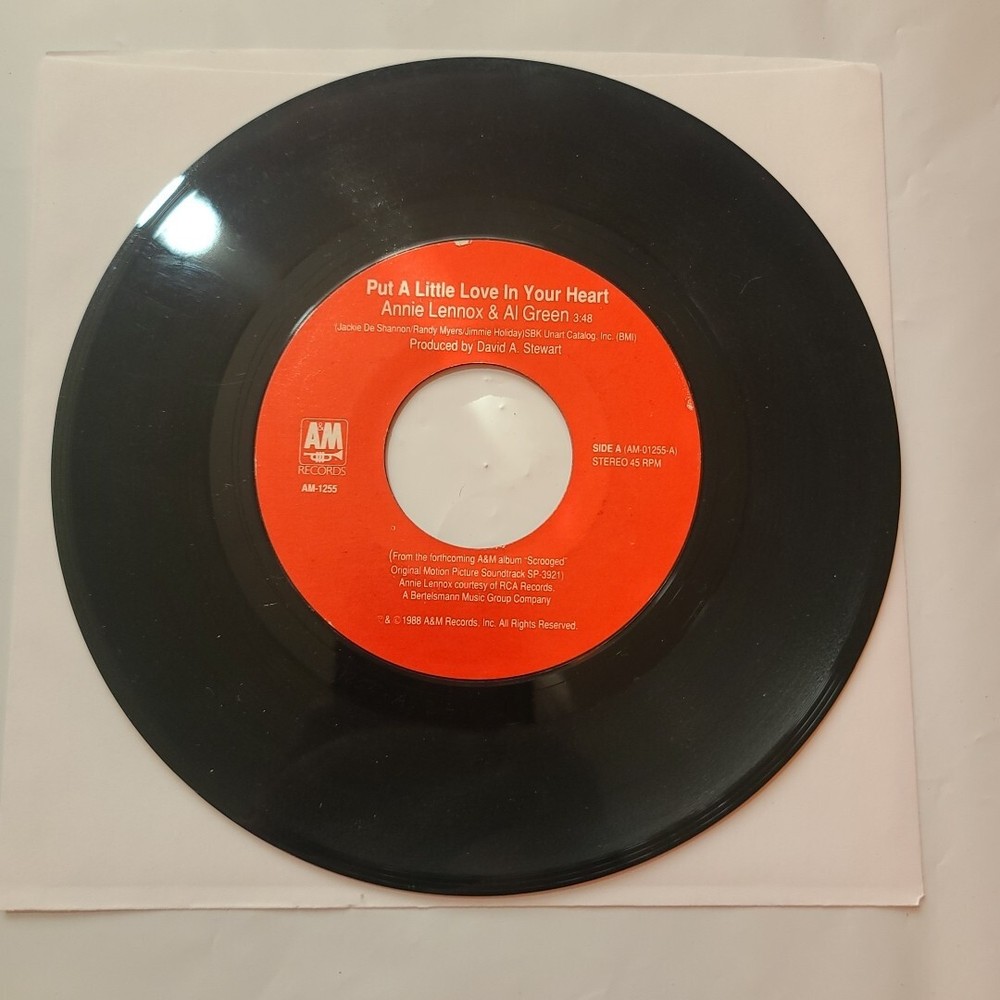 Put A Little Love In Your Heart
Annie Lennox & Al Green 3:48
(Jackie De Shannon/Randy Myers/Jimmie Holiday)SBK Unart Catalog, Inc. (BMI)
Produced by David A. Stewart
A&M
RECORDS
AM-1255
SIDE A (AM-01255-A)
STEREO 45 RPM
(From the forthcoming A&M album "Scrooged"
Original Motion Picture Soundtrack SP-3921)
Annie Lennox courtesy of RCA Records,
A Bertelsmann Music Group Company
& © 1988 A&M Records, Inc. All Rights Reserved.